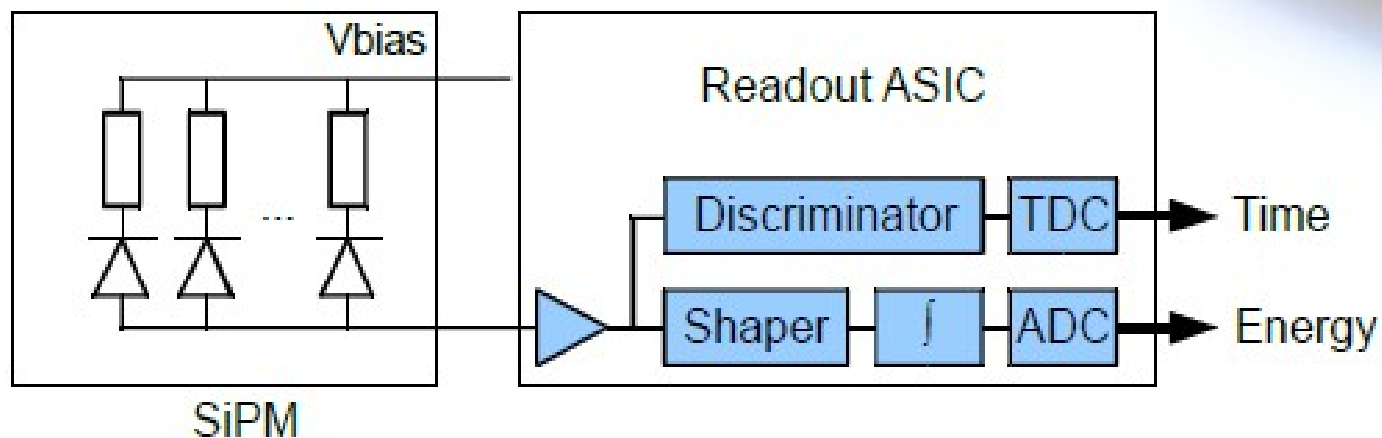 Vbias
Readout ASIC
...
Discriminator
TDC
Time
Shaper
∫
ADC
Energy
SiPM